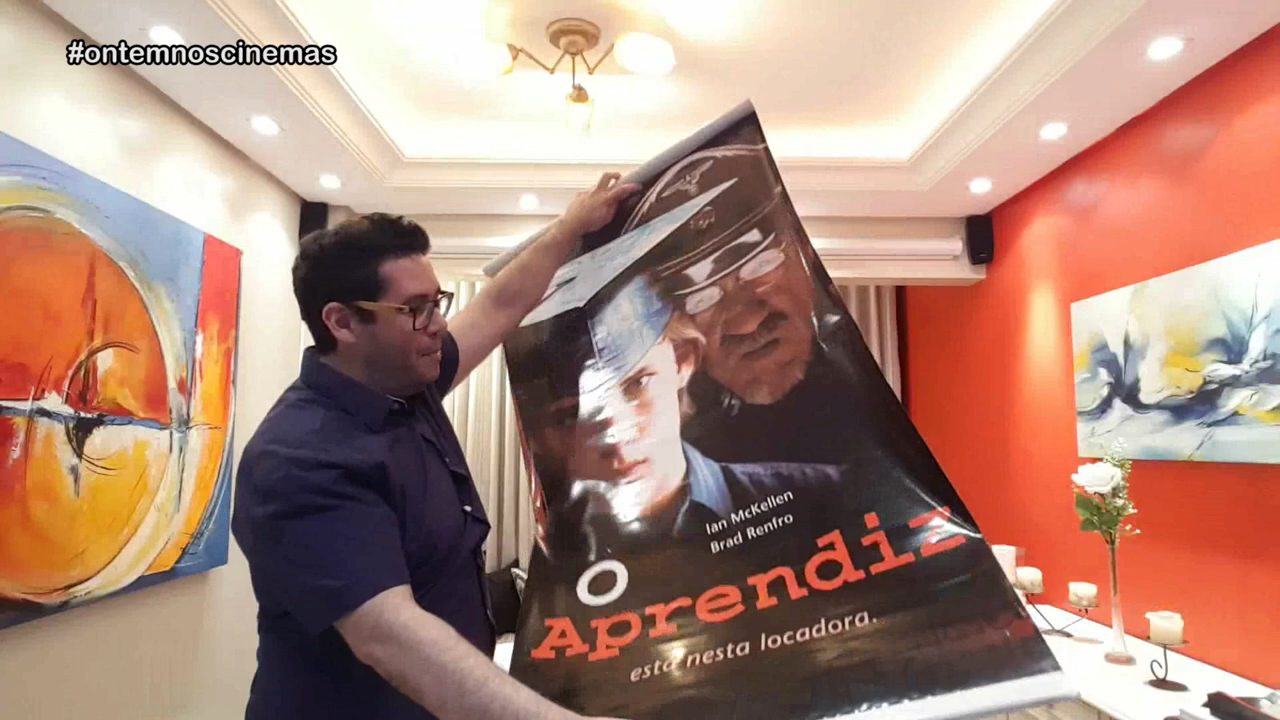 #ontemnoscinemas
Ian McKellen
Brad Renfro
O
Aprendiz
está nesta locadora.